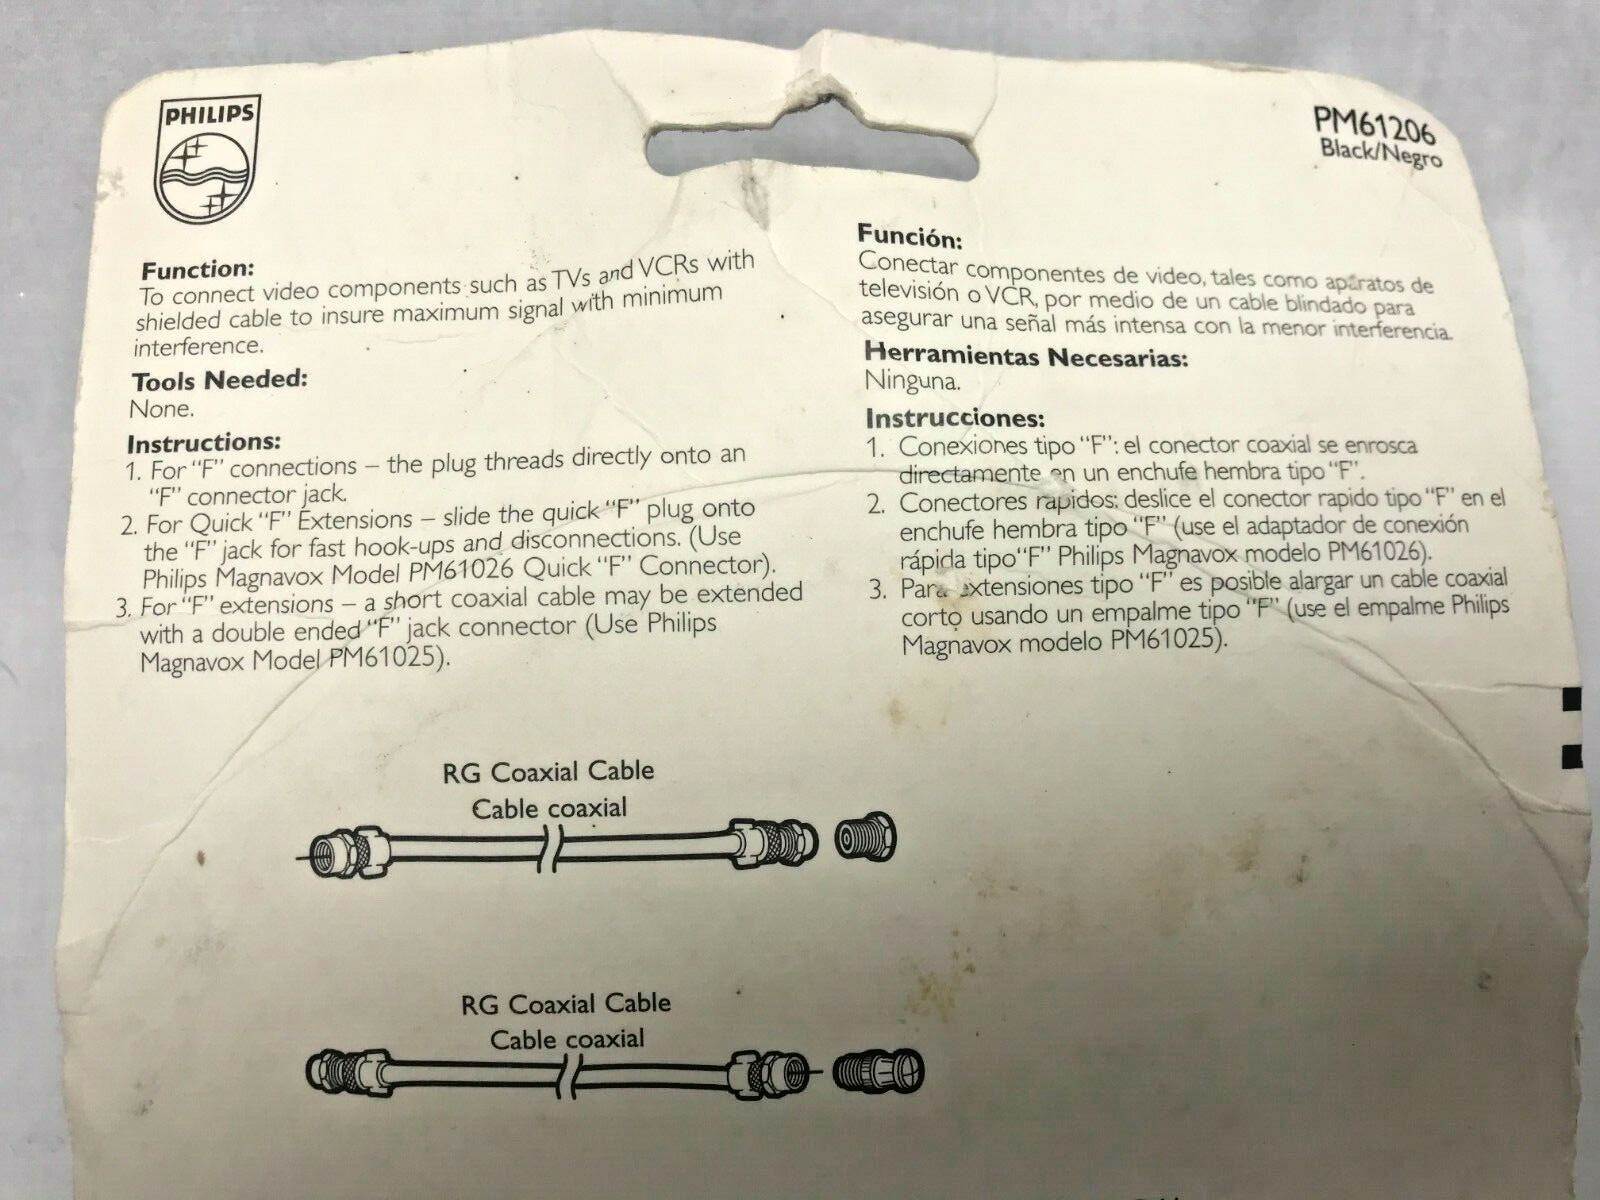 PHILIPS
PM61206
Black/Negro
Function:
To connect video components such as TVs and VCRs with
shielded cable to insure maximum signal with minimum
interference.
Tools Needed:
None.
Instructions:
1. For "F" connections – the plug threads directly onto an
"F" connector jack.
2. For Quick "F" Extensions – slide the quick "F" plug onto
the "F" jack for fast hook-ups and disconnections. (Use
Philips Magnavox Model PM61026 Quick "F" Connector).
3. For "F" extensions – a short coaxial cable may be extended
with a double ended "F" jack connector (Use Philips
Magnavox Model PM61025).
Función:
Conectar componentes de video, tales como aparatos de
televisión o VCR, por medio de un cable blindado para
asegurar una señal más intensa con la menor interferencia.
Herramientas Necesarias:
Ninguna.
Instrucciones:
1. Conexiones tipo "F": el conector coaxial se enrosca
directamente en un enchufe hembra tipo "F".
2. Conectores rapidos: deslice el conector rapido tipo "F" en el
enchufe hembra tipo "F" (use el adaptador de conexión
rápida tipo "F" Philips Magnavox modelo PM61026).
3. Para extensiones tipo "F" es posible alargar un cable coaxial
corto usando un empalme tipo "F" (use el empalme Philips
Magnavox modelo PM61025).
RG Coaxial Cable
Cable coaxial
RG Coaxial Cable
Cable coaxial